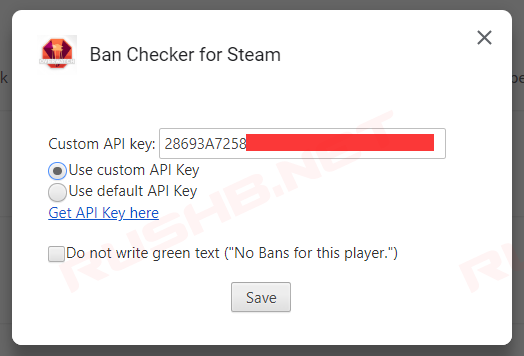 Ban Checker for Steam
Custom API key: 28693A7258
Use custom API Key
Use default API Key
Get API Key here
Do not write green text ("No Bans for this player.")
Save
RUSHB.NET